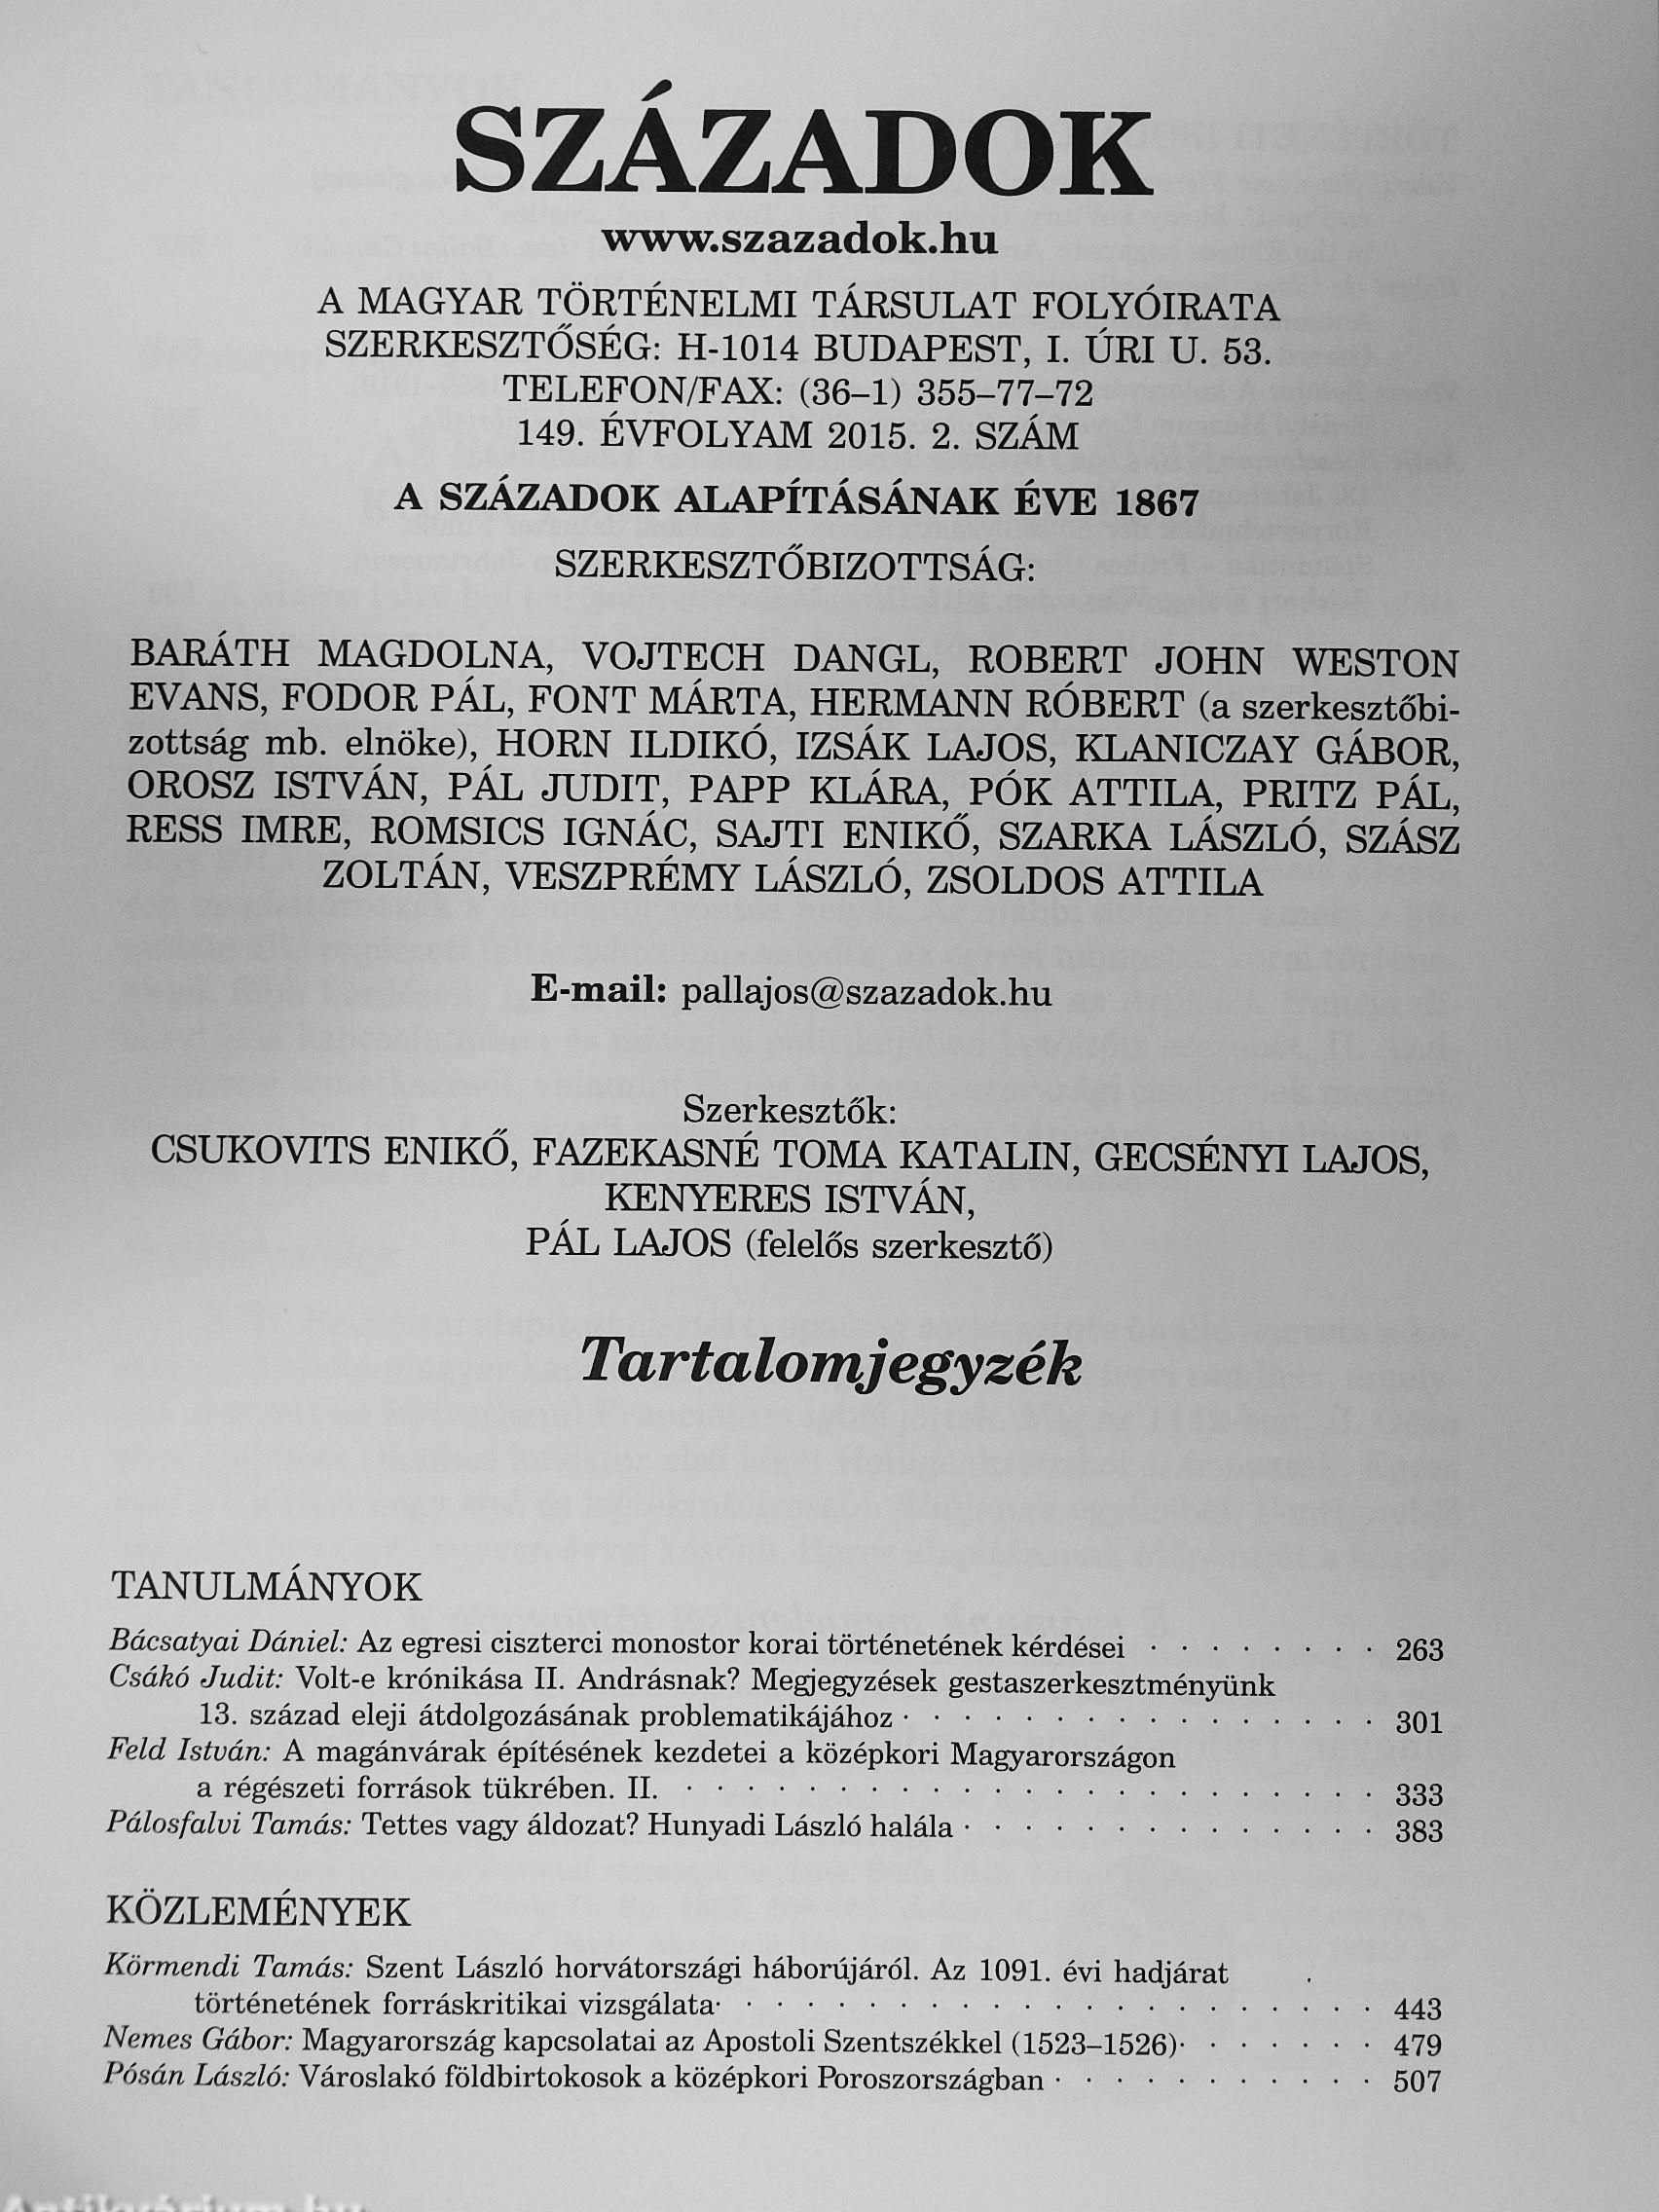 SZÁZADOK
www.szazadok.hu
A MAGYAR TÖRTÉNELMI TÁRSULAT FOLYÓIRATA
SZERKESZTŐSÉG: H-1014 BUDAPEST, I. ÚRI U. 53.
TELEFON/FAX: (36–1) 355–77–72
149. ÉVFOLYAM 2015. 2. SZÁM
A SZÁZADOK ALAPÍTÁSÁNAK ÉVE 1867
SZERKESZTŐBIZOTTSÁG:
BARÁTH MAGDOLNA, VOJTECH DANGL, ROBERT JOHN WESTON
EVANS, FODOR PÁL, FONT MÁRTA, HERMANN RÓBERT (a szerkesztőbi-
zottság mb. elnöke), HORN ILDIKÓ, IZSÁK LAJOS, KLANICZAY GÁBOR,
OROSZ ISTVÁN, PÁL JUDIT, PAPP KLÁRA, PÓK ATTILA, PRITZ PÁL,
RESS IMRE, ROMSICS IGNÁC, SAJTI ENIKŐ, SZARKA LÁSZLÓ, SZÁSZ
ZOLTÁN, VESZPRÉMY LÁSZLÓ, ZSOLDOS ATTILA
E-mail: pallajos@szazadok.hu
Szerkesztők:
CSUKOVITS ENIKŐ, FAZEKASNÉ TOMA KATALIN, GECSÉNYI LAJOS,
KENYERES ISTVÁN,
PÁL LAJOS (felelős szerkesztő)
Tartalomjegyzék
TANULMÁNYOK
Bácsatyai Dániel: Az egresi ciszterci monostor korai történetének kérdései · · · · · · · · 263
Csákó Judit: Volt-e krónikása II. Andrásnak? Megjegyzések gestaszerkesztményünk
13. század eleji átdolgozásának problematikájához · · · · · · · · · · · · · · · · 301
Feld István: A magánvárak építésének kezdetei a középkori Magyarországon
a régészeti források tükrében. II. · · · · · · · · · · · · · · · · · · · · · · · 333
Pálosfalvi Tamás: Tettes vagy áldozat? Hunyadi László halála · · · · · · · · · · · · · · 383
KÖZLEMÉNYEK
Körmendi Tamás: Szent László horvátországi háborújáról. Az 1091. évi hadjárat ·
történetének forráskritikai vizsgálata · · · · · · · · · · · · · · · · · · · · · · 443
Nemes Gábor: Magyarország kapcsolatai az Apostoli Szentszékkel (1523–1526) · · · · · · · 479
Pósán László: Városlakó földbirtokosok a középkori Poroszországban · · · · · · · · · · · 507
Antikvárium.hu